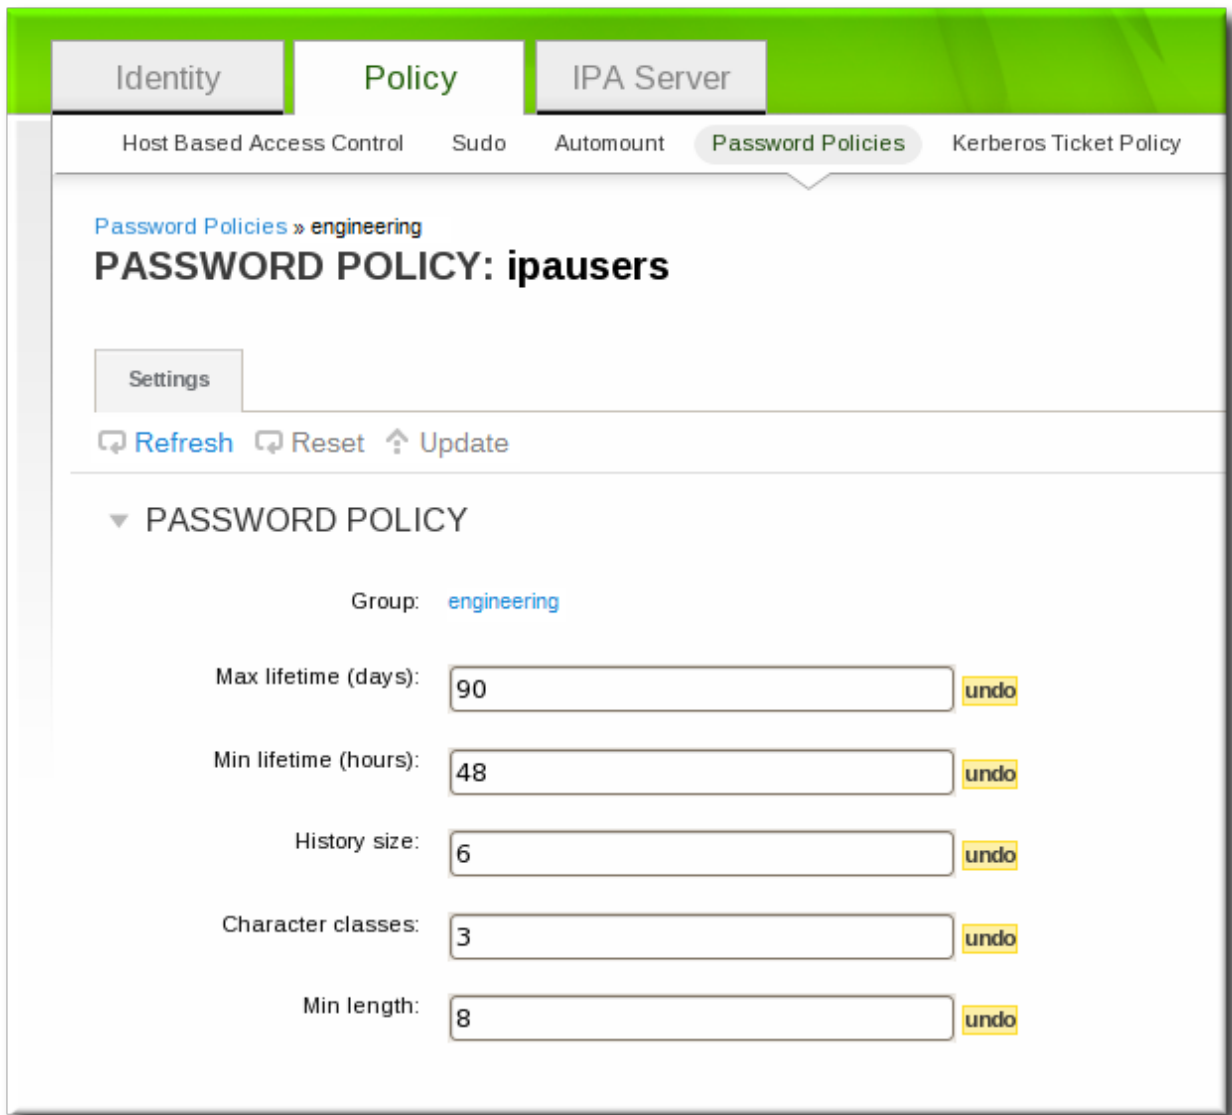 Identity Policy IPA Server
Host Based Access Control Sudo Automount Password Policies Kerberos Ticket Policy
Password Policies » engineering
PASSWORD POLICY: ipausers
Settings
Refresh Reset Update
PASSWORD POLICY
Group: engineering
Max lifetime (days): 90 undo
Min lifetime (hours): 48 undo
History size: 6 undo
Character classes: 3 undo
Min length: 8 undo